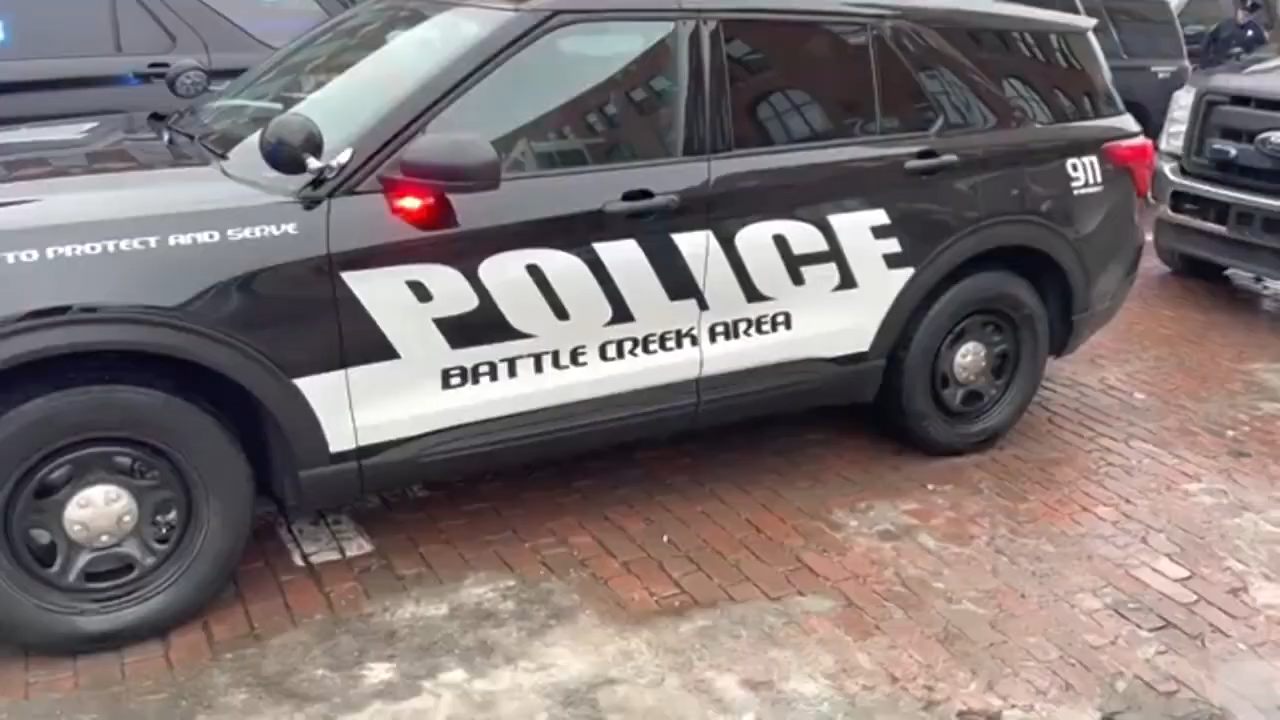 TO PROTECT AND SERVE
POLICE
BATTLE CREEK AREA
911